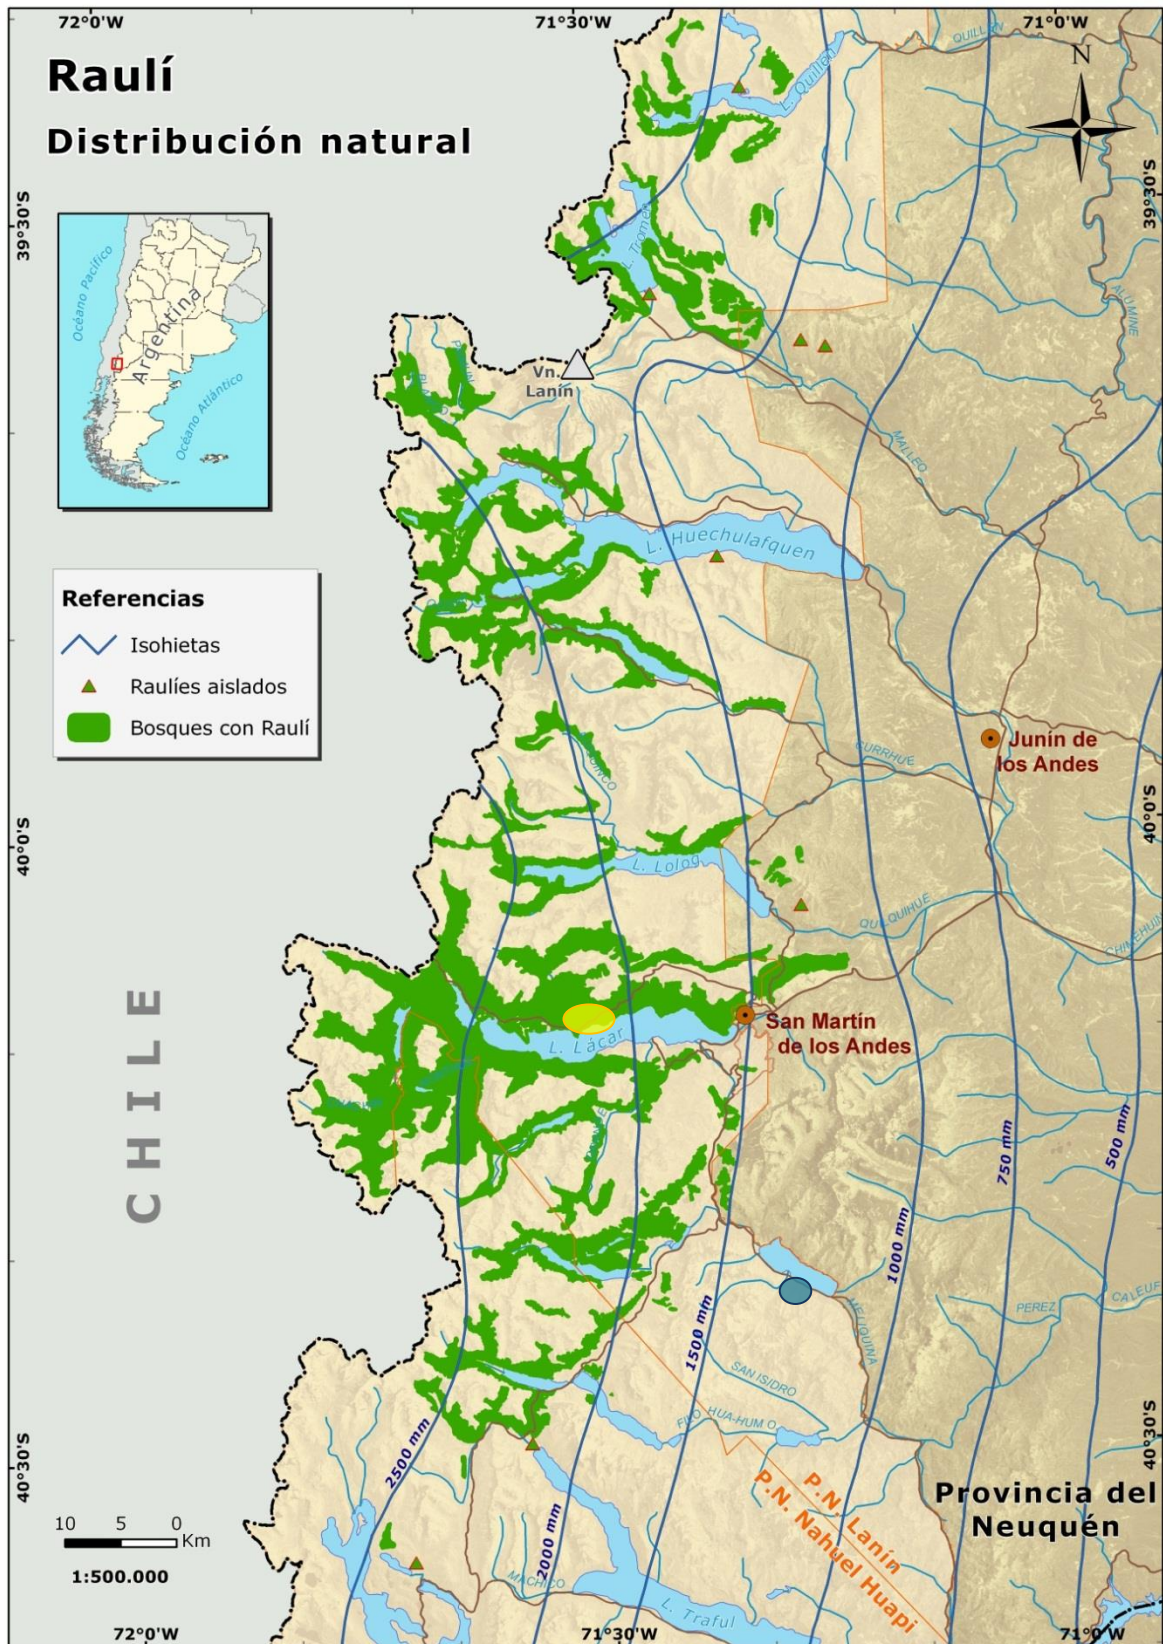 72°0'W
71°30'W
71°0'W
Raulí
Distribución natural
N
QUILLEN
L. Quillén
39°30'S
39°30'S
Océano Pacífico
Argentina
Océano Atlántico
L. Tromen
ALUMINE
Vn.
Lanín
MALLEO
L. Huechulafquen
Referencias
Isohietas
Raulíes aislados
Bosques con Raulí
Junín de
los Andes
CURRHUE
40°0'S
40°0'S
L. Lolog
QUILQUIHUE
CHILE
San Martín
de los Andes
L. Lácar
500 mm
750 mm
1000 mm
1500 mm
MELIQUINA
PEREZ
CALEUF
SAN ISIDRO
FILO HUA-HUM O
2500 mm
2000 mm
40°30'S
40°30'S
P.N. Lanín
P.N. Nahuel Huapi
Provincia del
Neuquén
10 5 0
Km
1:500.000
MACHICO
L. Traful
72°0'W
71°30'W
71°0 W